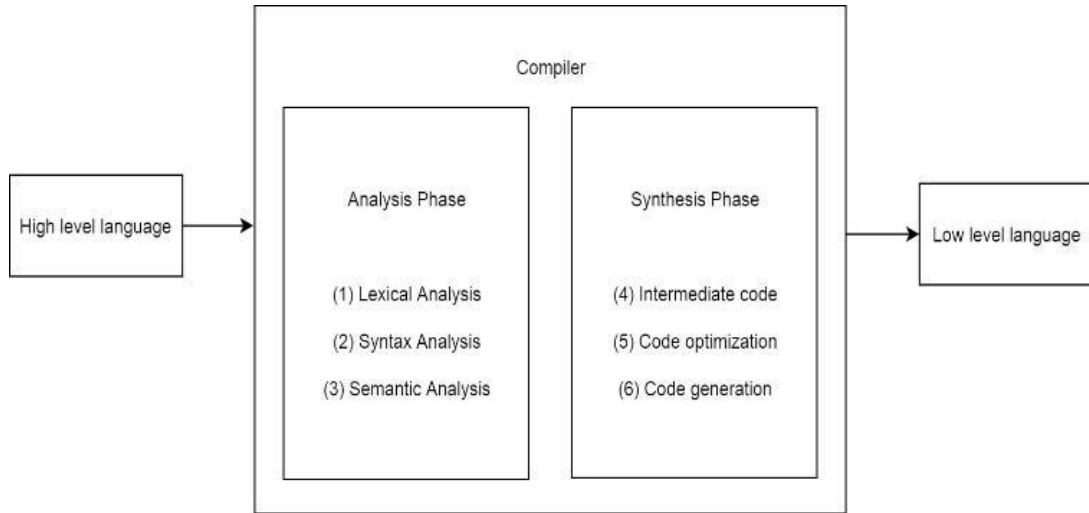 Compiler
High level language
Analysis Phase
(1) Lexical Analysis
(2) Syntax Analysis
(3) Semantic Analysis
Synthesis Phase
(4) Intermediate code
(5) Code optimization
(6) Code generation
Low level language